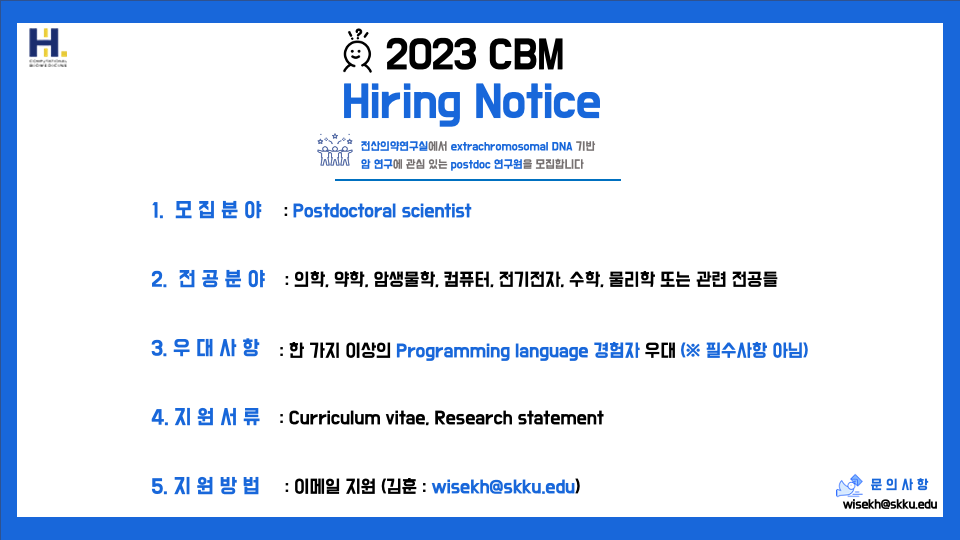 H.
COMPUTATIONAL
BIOMEDICINE
2023 CBM
Hiring Notice
전산의약연구실에서 extrachromosomal DNA 기반
암 연구에 관심 있는 postdoc 연구원을 모집합니다
1. 모 집 분 야 : Postdoctoral scientist
2. 전 공 분 야 : 의학, 약학, 암생물학, 컴퓨터, 전기전자, 수학, 물리학 또는 관련 전공들
3. 우 대 사 항 : 한 가지 이상의 Programming language 경험자 우대 (※ 필수사항 아님)
4. 지 원 서 류 : Curriculum vitae, Research statement
5. 지 원 방 법 : 이메일 지원 (김훈 : wisekh@skku.edu)
문 의 사 항
wisekh@skku.edu